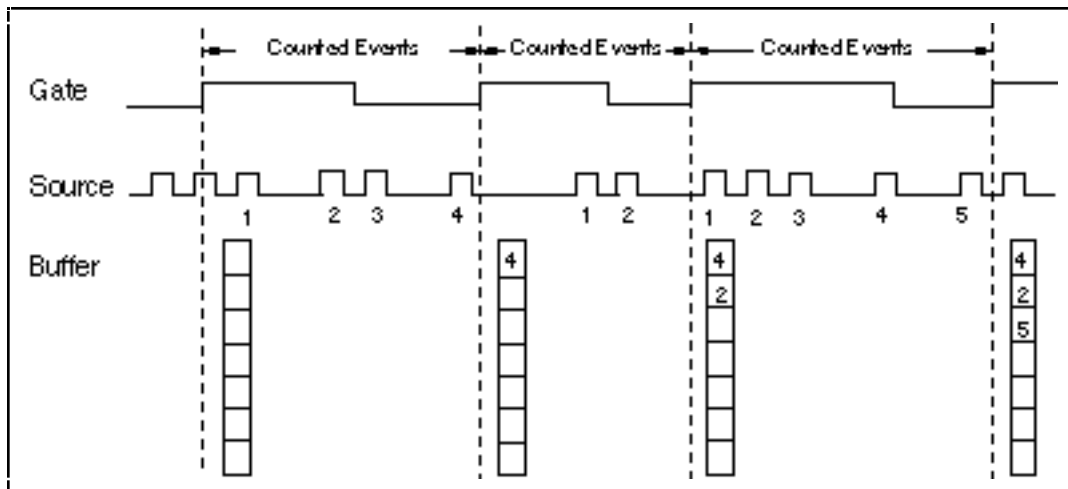 Counted Events Counted Events Counted Events
Gate
Source
1 2 3 4 1 2 1 2 3 4 5
Buffer
4 4 4
2 2
5